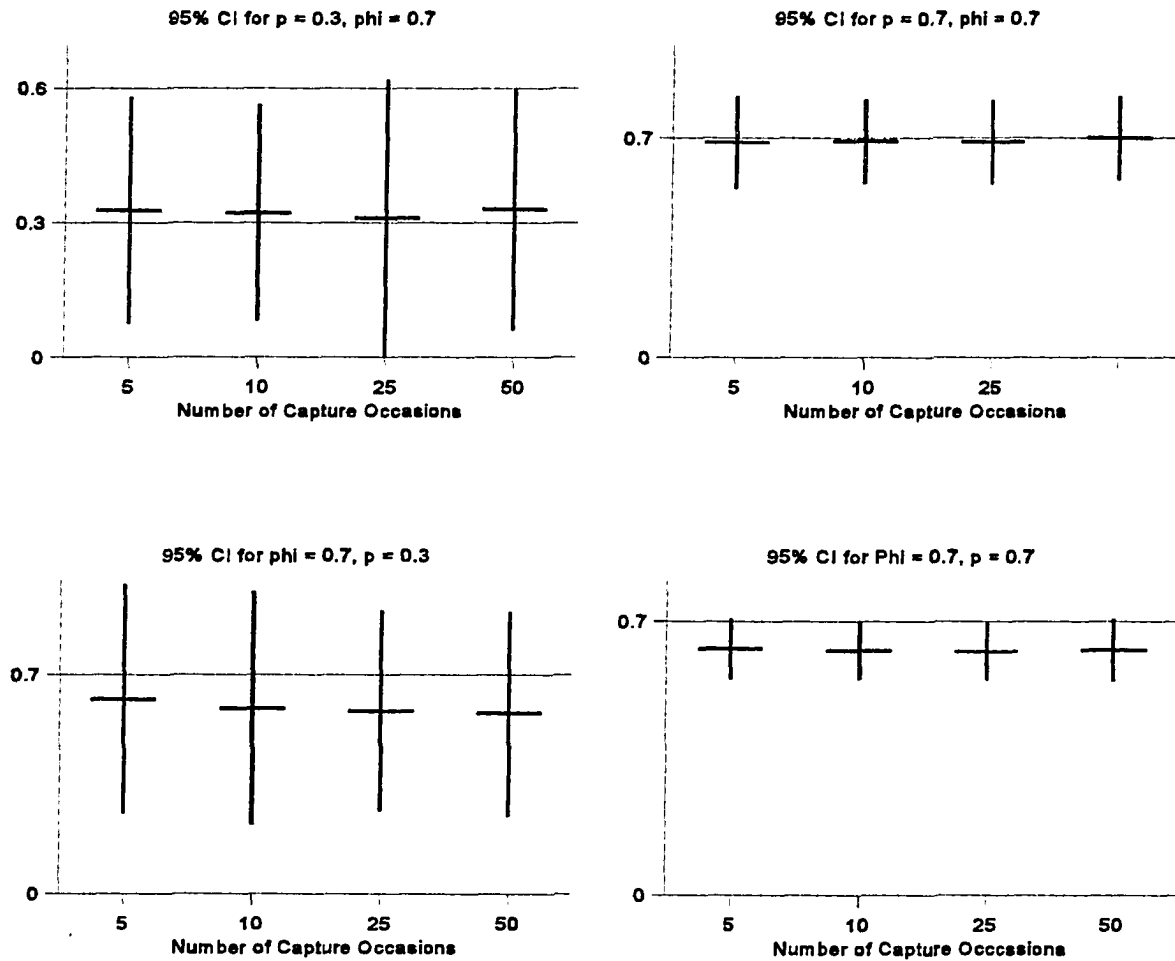 95% CI for p = 0.3, phi = 0.7
0.6
0.3
0
5 10 25 50
Number of Capture Occasions
95% CI for p = 0.7, phi = 0.7
0.7
0
5 10 25
Number of Capture Occasions
95% CI for phi = 0.7, p = 0.3
0.7
0
5 10 25 50
Number of Capture Occasions
95% CI for Phi = 0.7, p = 0.7
0.7
0
5 10 25 50
Number of Capture Occcasions